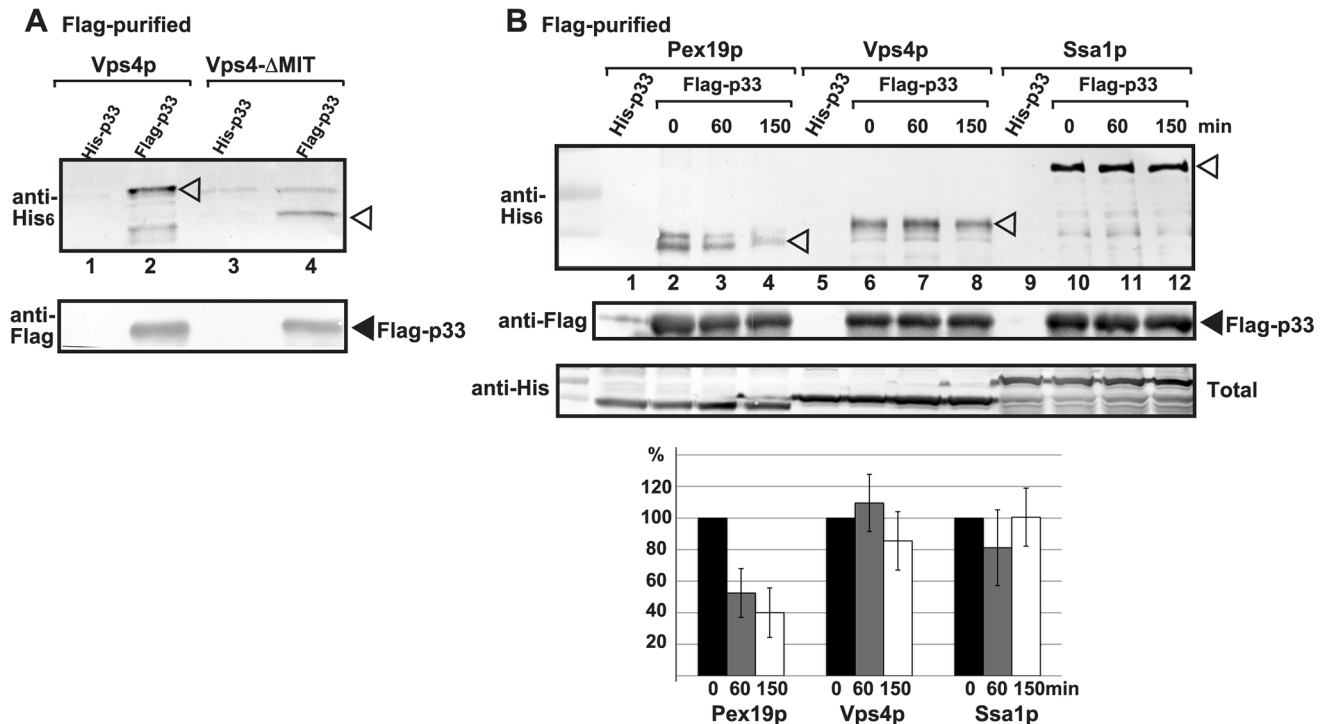 A Flag-purified
Vps4p Vps4-ΔMIT
His-p33 Flag-p33 His-p33 Flag-p33
anti-
His6
1 2 3 4
anti-
Flag
Flag-p33
B Flag-purified
Pex19p Vps4p Ssa1p
His-p33 Flag-p33 His-p33 Flag-p33 His-p33 Flag-p33
0 60 150 0 60 150 0 60 150 min
anti-
His6
1 2 3 4 5 6 7 8 9 10 11 12
anti-Flag Flag-p33
anti-His Total
%
120
100
80
60
40
20
0 60 150 0 60 150 0 60 150min
Pex19p Vps4p Ssa1p